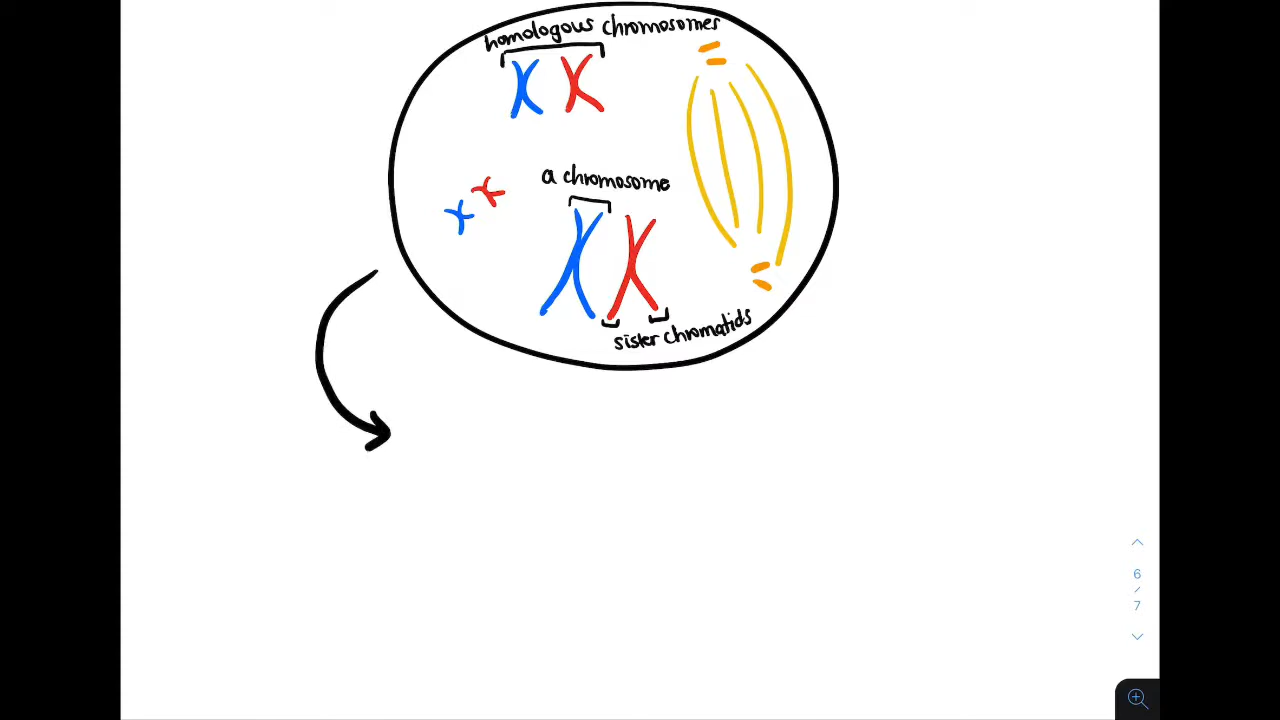 homologous chromosomes
a chromosome
sister chromatids
6
/
7